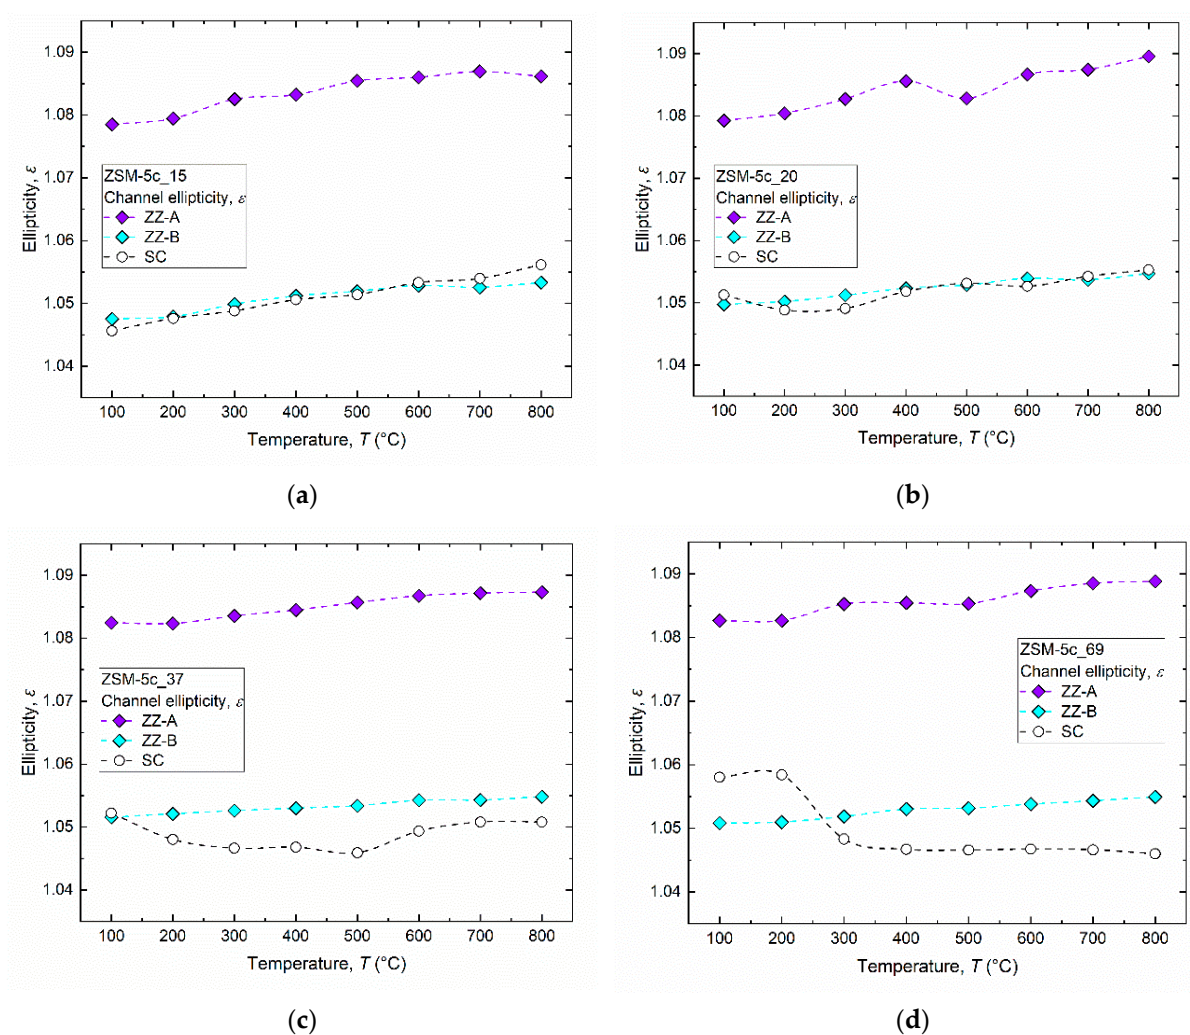 1.09
1.08
1.07
1.06
1.05
1.04
Ellipticity, ε
ZSM-5c_15
Channel ellipticity, ε
ZZ-A
ZZ-B
SC
100 200 300 400 500 600 700 800
Temperature, T (°C)
(a)
1.09
1.08
1.07
1.06
1.05
1.04
Ellipticity, ε
ZSM-5c_20
Channel ellipticity, ε
ZZ-A
ZZ-B
SC
100 200 300 400 500 600 700 800
Temperature, T (°C)
(b)
1.09
1.08
1.07
1.06
1.05
1.04
Ellipticity, ε
ZSM-5c_37
Channel ellipticity, ε
ZZ-A
ZZ-B
SC
100 200 300 400 500 600 700 800
Temperature, T (°C)
(c)
1.09
1.08
1.07
1.06
1.05
1.04
Ellipticity, ε
ZSM-5c_69
Channel ellipticity, ε
ZZ-A
ZZ-B
SC
100 200 300 400 500 600 700 800
Temperature, T (°C)
(d)